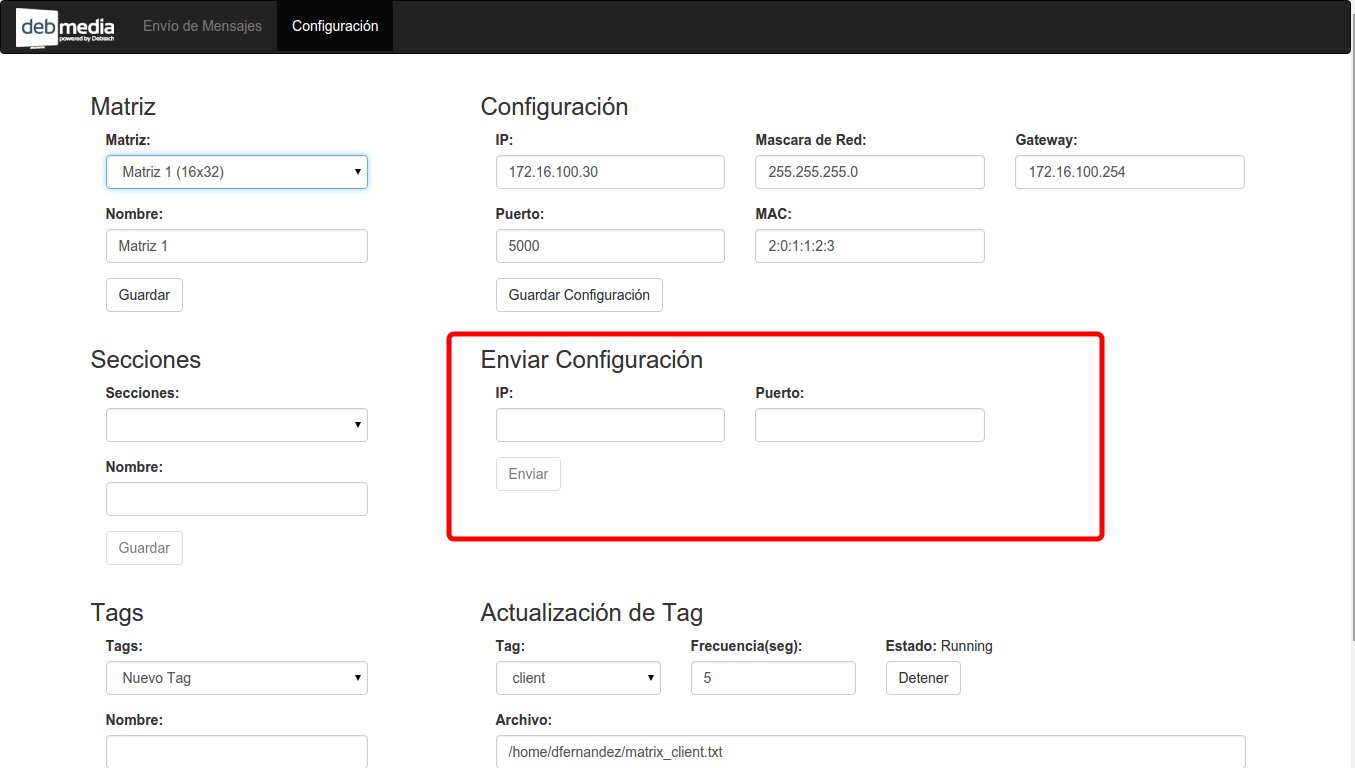 debmedia
powered by Debtech
Envío de Mensajes
Configuración
Matriz
Matriz:
Matriz 1 (16x32)
Nombre:
Matriz 1
Guardar
Configuración
IP:
Mascara de Red:
Gateway:
172.16.100.30
255.255.255.0
172.16.100.254
Puerto:
MAC:
5000
2:0:1:1:2:3
Guardar Configuración
Secciones
Secciones:
Nombre:
Guardar
Enviar Configuración
IP:
Puerto:
Enviar
Tags
Tags:
Nuevo Tag
Nombre:
Actualización de Tag
Tag:
Frecuencia(seg):
Estado: Running
client
5
Detener
Archivo:
/home/dfernandez/matrix_client.txt